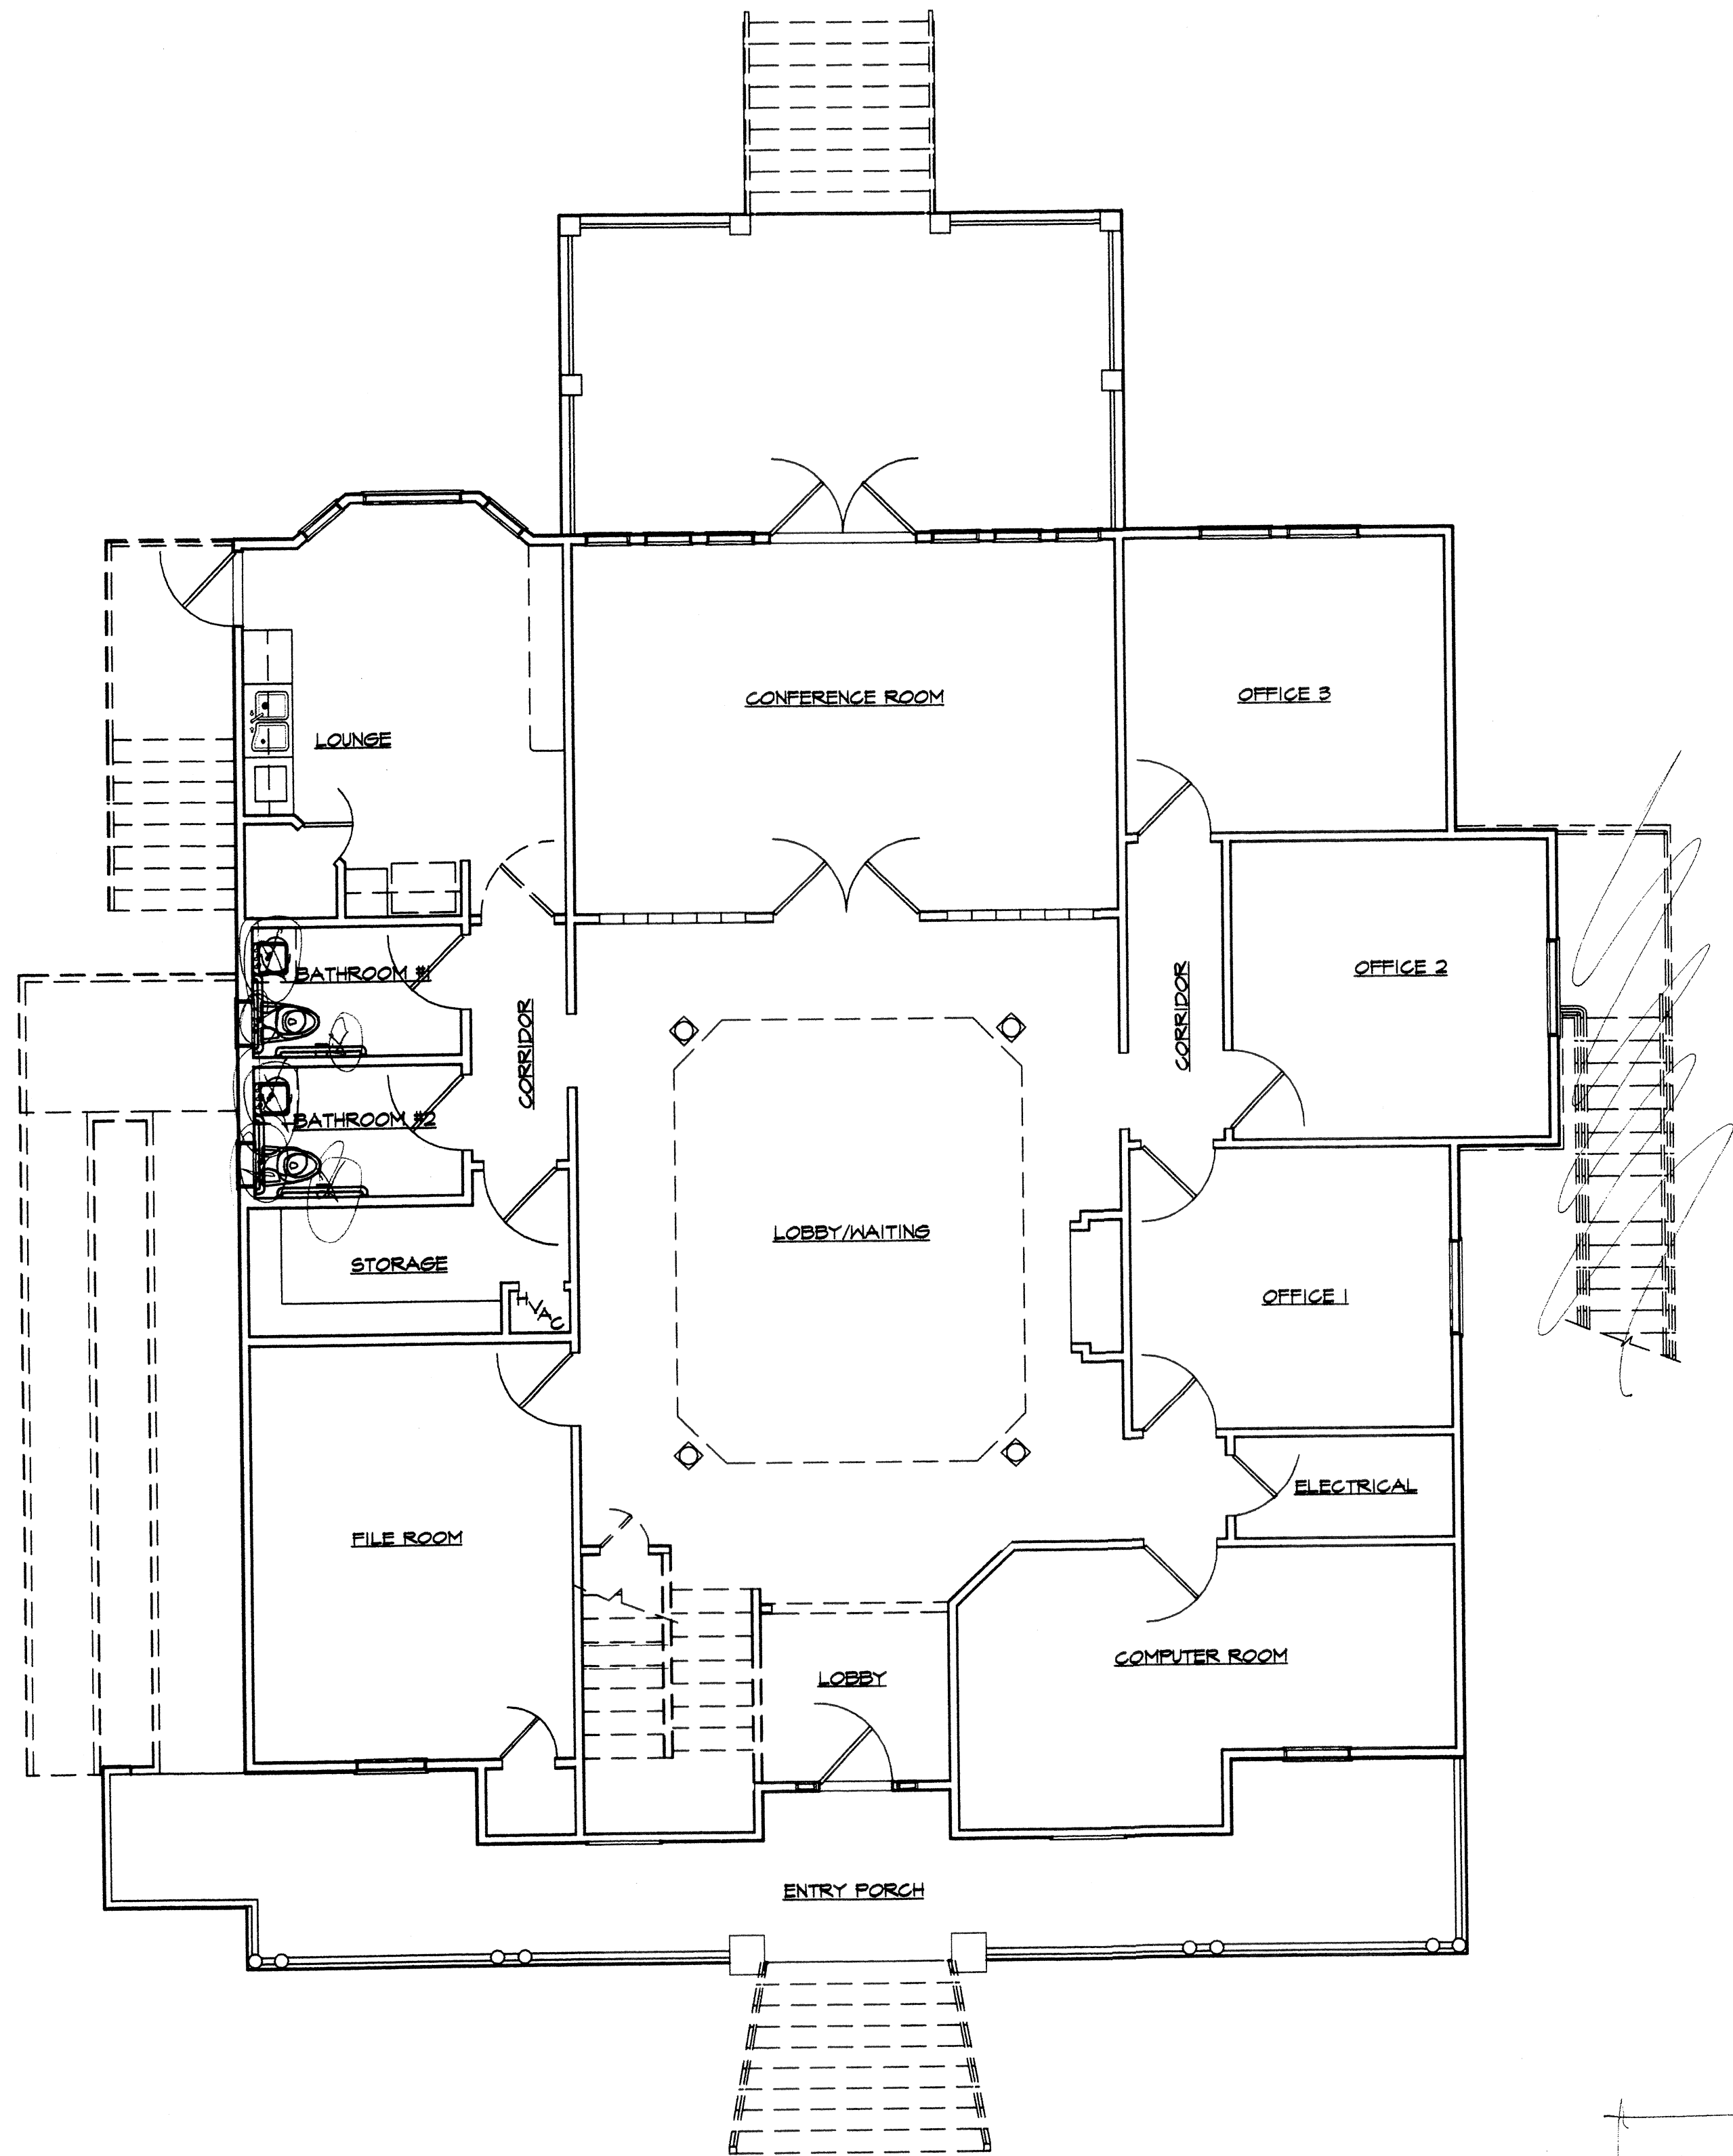 CONFERENCE ROOM
OFFICE 3
LOUNGE
BATHROOM #1
OFFICE 2
CORRIDOR
CORRIDOR
BATHROOM #2
LOBBY/WAITING
STORAGE
HVAC
OFFICE 1
ELECTRICAL
FILE ROOM
COMPUTER ROOM
LOBBY
ENTRY PORCH